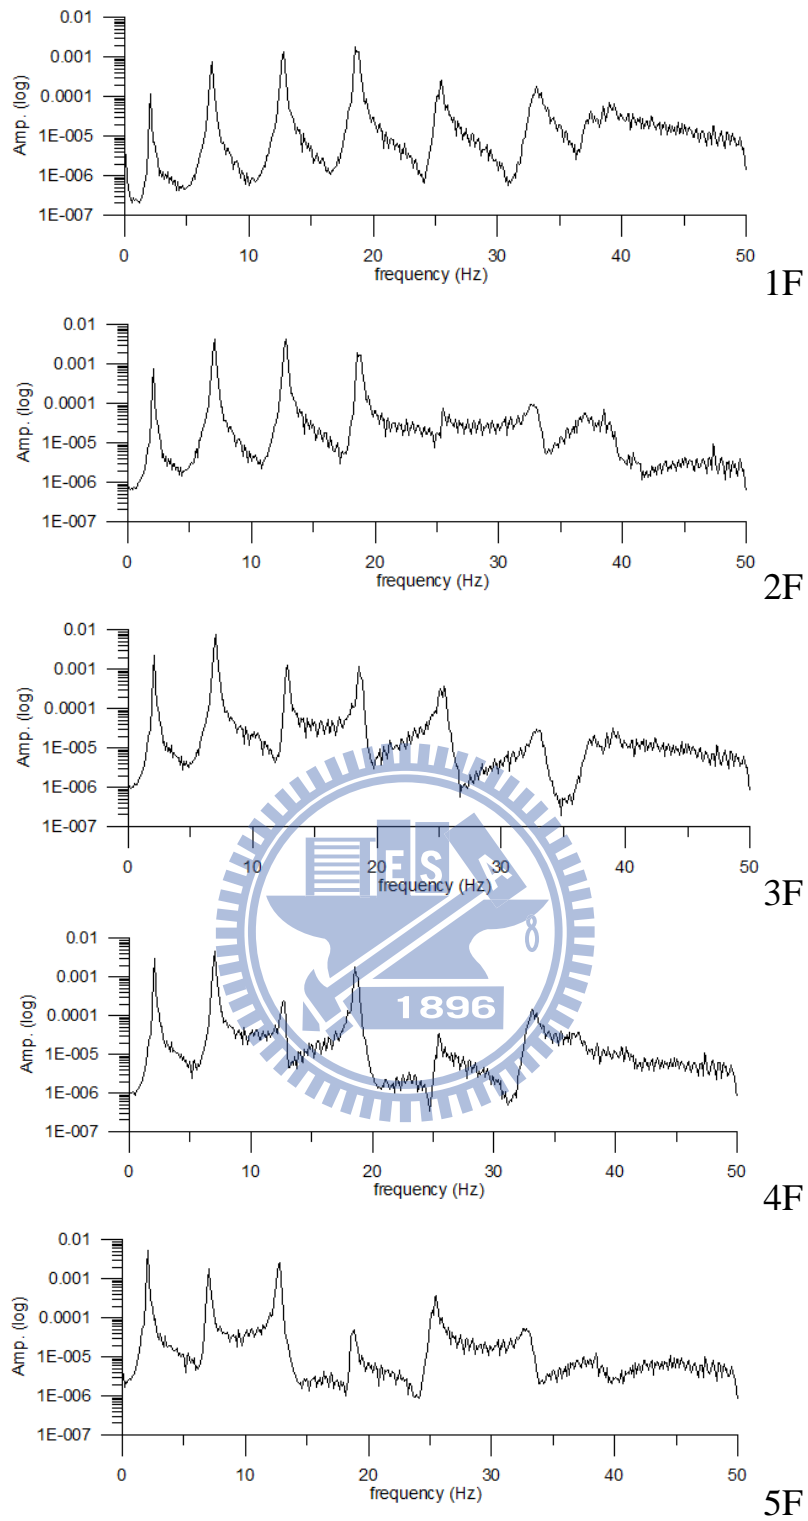 0.01
0.001
0.0001
1E-005
1E-006
1E-007
Amp. (log)
0 10 20 30 40 50
frequency (Hz)
1F
0.01
0.001
0.0001
1E-005
1E-006
1E-007
Amp. (log)
0 10 20 30 40 50
frequency (Hz)
2F
0.01
0.001
0.0001
1E-005
1E-006
1E-007
Amp. (log)
0 10 20 30 40 50
frequency (Hz)
3F
E S A
1896
0.01
0.001
0.0001
1E-005
1E-006
1E-007
Amp. (log)
0 10 20 30 40 50
frequency (Hz)
4F
0.01
0.001
0.0001
1E-005
1E-006
1E-007
Amp. (log)
0 10 20 30 40 50
frequency (Hz)
5F